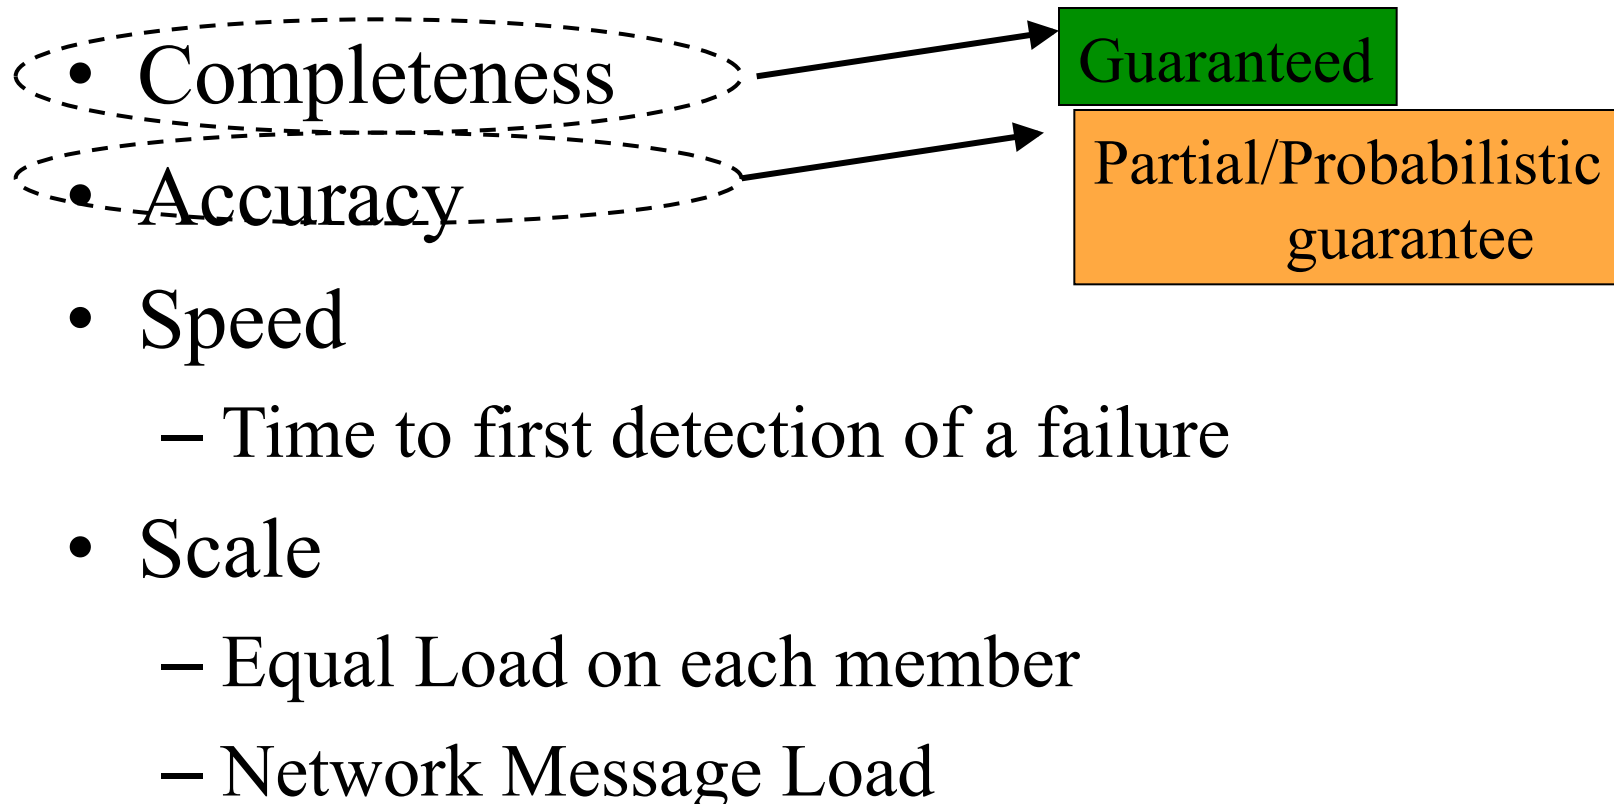 • Completeness
Guaranteed
• Accuracy
Partial/Probabilistic
guarantee
• Speed
– Time to first detection of a failure
• Scale
– Equal Load on each member
– Network Message Load